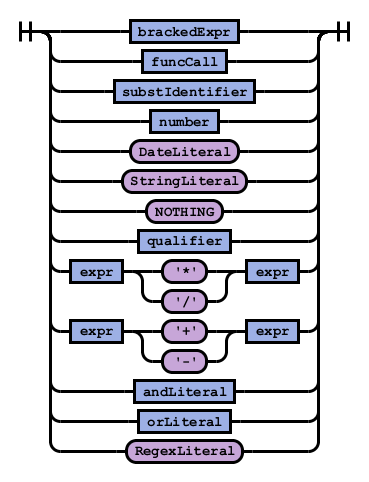 brackedExpr
funcCall
substIdentifier
number
DateLiteral
StringLiteral
NOTHING
qualifier
expr '*' expr
'/'
expr '+' expr
'-'
andLiteral
orLiteral
RegexLiteral